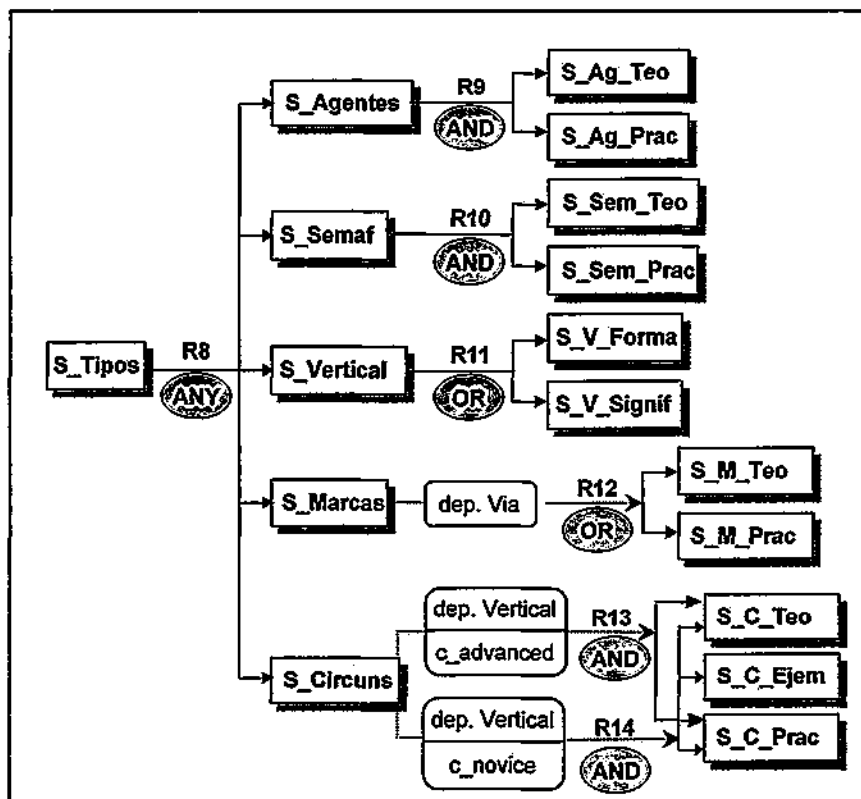 S_Tipos
R8
ANY
S_Agentes
R9
AND
S_Ag_Teo
S_Ag_Prac
S_Semaf
R10
AND
S_Sem_Teo
S_Sem_Prac
S_Vertical
R11
OR
S_V_Forma
S_V_Signif
S_Marcas
dep. Via
R12
OR
S_M_Teo
S_M_Prac
S_Circuns
dep. Vertical
c_advanced
R13
AND
dep. Vertical
c_novice
R14
AND
S_C_Teo
S_C_Ejem
S_C_Prac